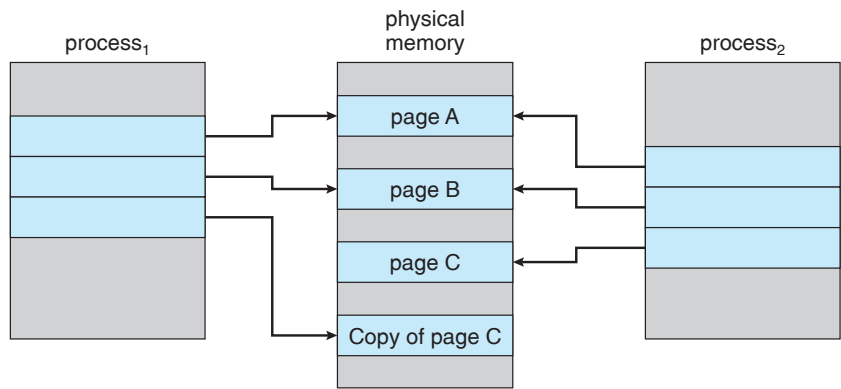 process₁
physical
memory
process₂
page A
page B
page C
Copy of page C